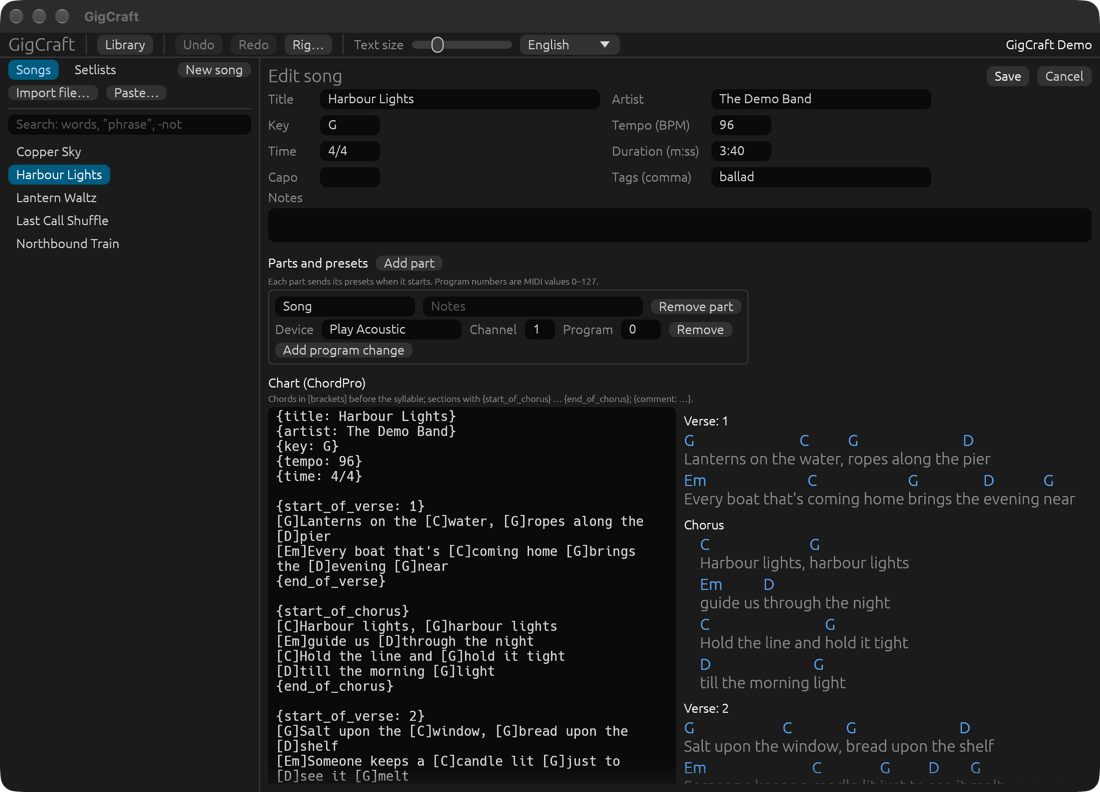 GigCraft
GigCraft Library Undo Redo Rig... Text size English GigCraft Demo
Songs Setlists New song
Import file... Paste...
Search: words, "phrase", -not
Copper Sky
Harbour Lights
Lantern Waltz
Last Call Shuffle
Northbound Train
Edit song Save Cancel
Title Harbour Lights Artist The Demo Band
Key G Tempo (BPM) 96
Time 4/4 Duration (m:ss) 3:40
Capo Tags (comma) ballad
Notes
Parts and presets Add part
Each part sends its presets when it starts. Program numbers are MIDI values 0–127.
Song Notes Remove part
Device Play Acoustic Channel 1 Program 0 Remove
Add program change
Chart (ChordPro)
Chords in [brackets] before the syllable; sections with {start_of_chorus} ... {end_of_chorus}; {comment: ...}.
{title: Harbour Lights}
{artist: The Demo Band}
{key: G}
{tempo: 96}
{time: 4/4}
{start_of_verse: 1}
[G]Lanterns on the [C]water, [G]ropes along the
[D]pier
[Em]Every boat that's [C]coming home [G]brings
the [D]evening [G]near
{end_of_verse}
{start_of_chorus}
[C]Harbour lights, [G]harbour lights
[Em]guide us [D]through the night
[C]Hold the line and [G]hold it tight
[D]till the morning [G]light
{end_of_chorus}
{start_of_verse: 2}
[G]Salt upon the [C]window, [G]bread upon the
[D]shelf
[Em]Someone keeps a [C]candle lit [G]just to
[D]see it [G]melt
Verse: 1
G C G D
Lanterns on the water, ropes along the pier
Em C G D G
Every boat that's coming home brings the evening near
Chorus
C G
Harbour lights, harbour lights
Em D
guide us through the night
C G
Hold the line and hold it tight
D G
till the morning light
Verse: 2
G C G D
Salt upon the window, bread upon the shelf
Em C G D G
Someone keeps a candle lit just to see it melt